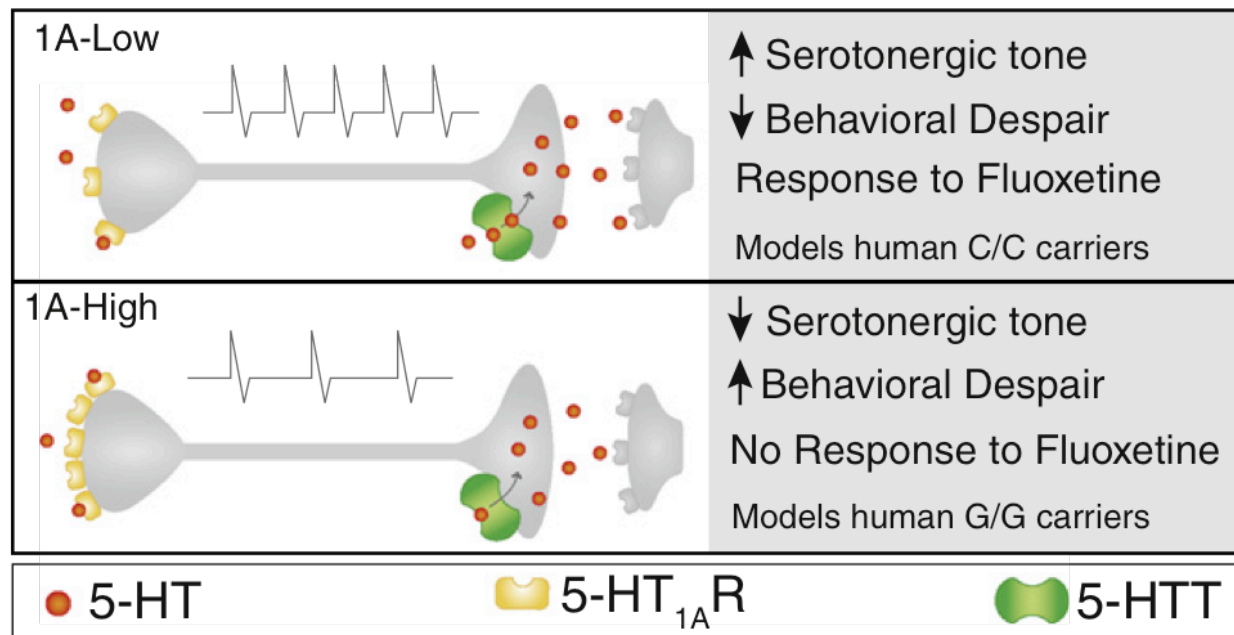 1A-Low
↑ Serotonergic tone
↓ Behavioral Despair
Response to Fluoxetine
Models human C/C carriers
1A-High
↓ Serotonergic tone
↑ Behavioral Despair
No Response to Fluoxetine
Models human G/G carriers
5-HT 5-HT1AR 5-HTT